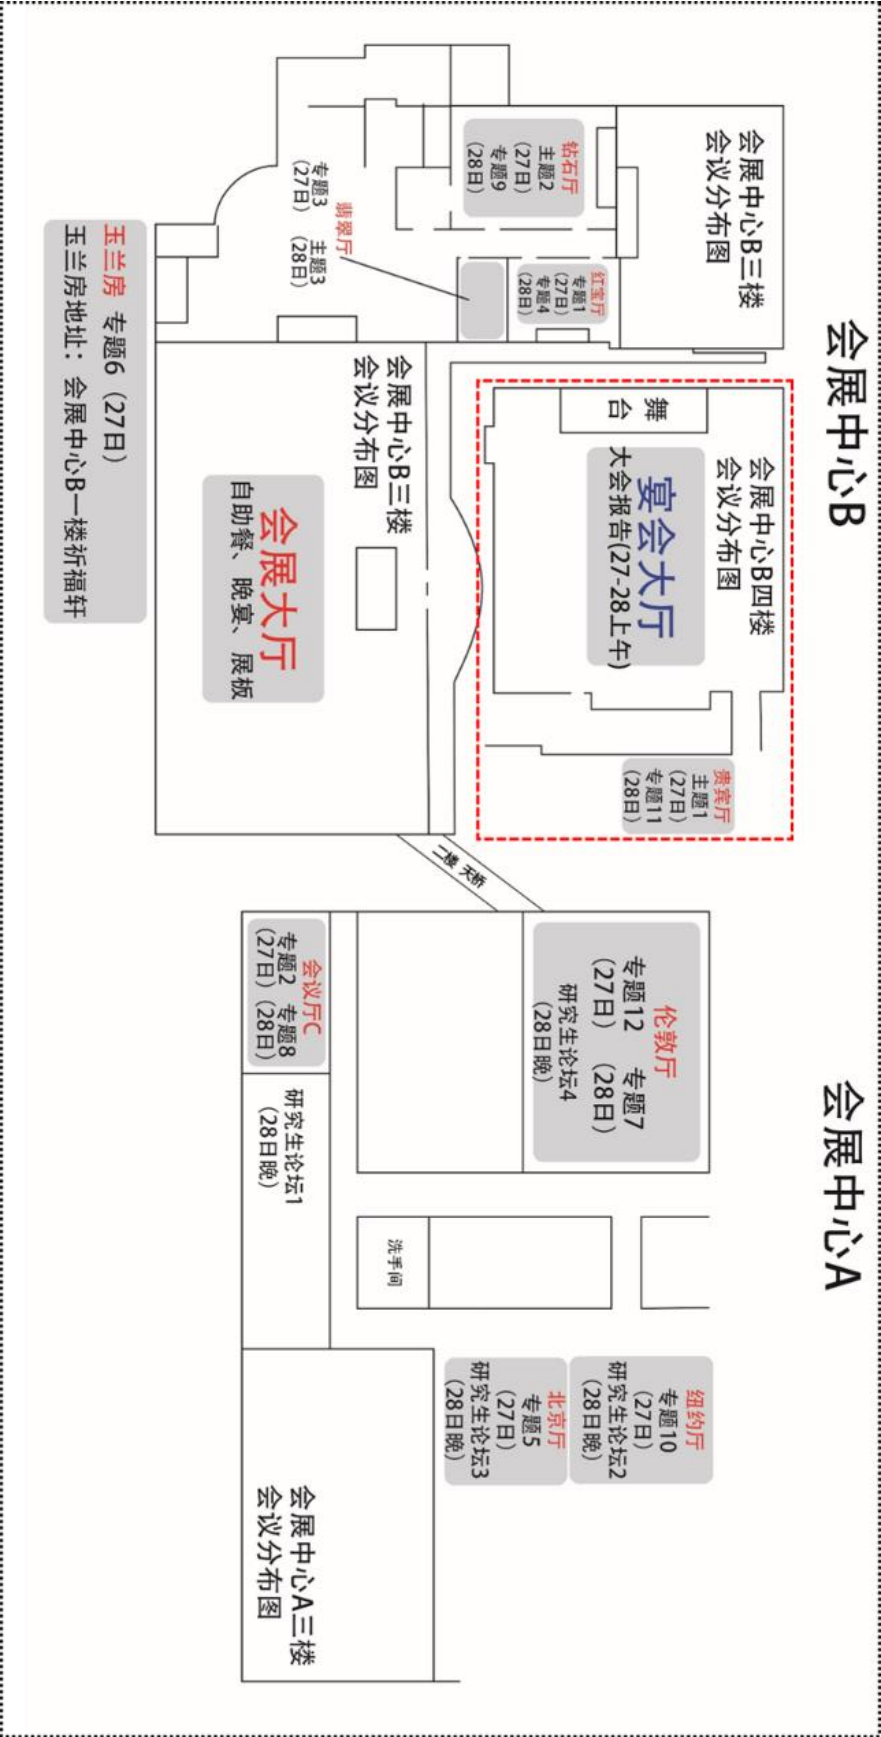 会展中心B
会展中心A
会展中心B三楼
会议分布图
钻石厅
主题2
(27日)
专题9
(28日)
红宝厅
专题1
(27日)
专题4
(28日)
翡翠厅
专题3 主题3
(27日) (28日)
玉兰房 专题6 (27日)
玉兰房地址：会展中心B一楼祈福轩
会展中心B四楼
会议分布图
舞
台
宴会大厅
大会报告(27-28上午)
贵宾厅
主题1
(27日)
专题11
(28日)
会展中心B三楼
会议分布图
会展大厅
自助餐、晚宴、展板
二楼 天桥
伦敦厅
专题12 专题7
(27日) (28日)
研究生论坛4
(28日晚)
会议厅C
专题2 专题8
(27日) (28日)
研究生论坛1
(28日晚)
洗手间
纽约厅
专题10
(27日)
研究生论坛2
(28日晚)
北京厅
专题5
(27日)
研究生论坛3
(28日晚)
会展中心A三楼
会议分布图